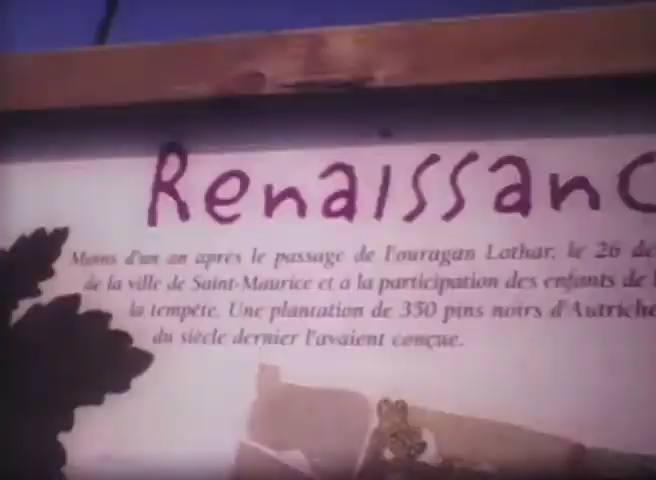 Renaissanc
Moins d'un an après le passage de l'ouragan Lothar, le 26 dé
de la ville de Saint-Maurice et à la participation des enfants de l
la tempête. Une plantation de 350 pins noirs d'Autriche
du siècle dernier l'avaient conçue.